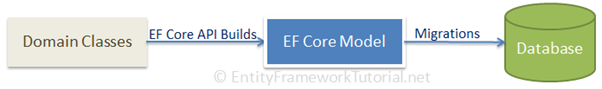 Domain Classes
EF Core API Builds
EF Core Model
Migrations
Database
© EntityFrameworkTutorial.net